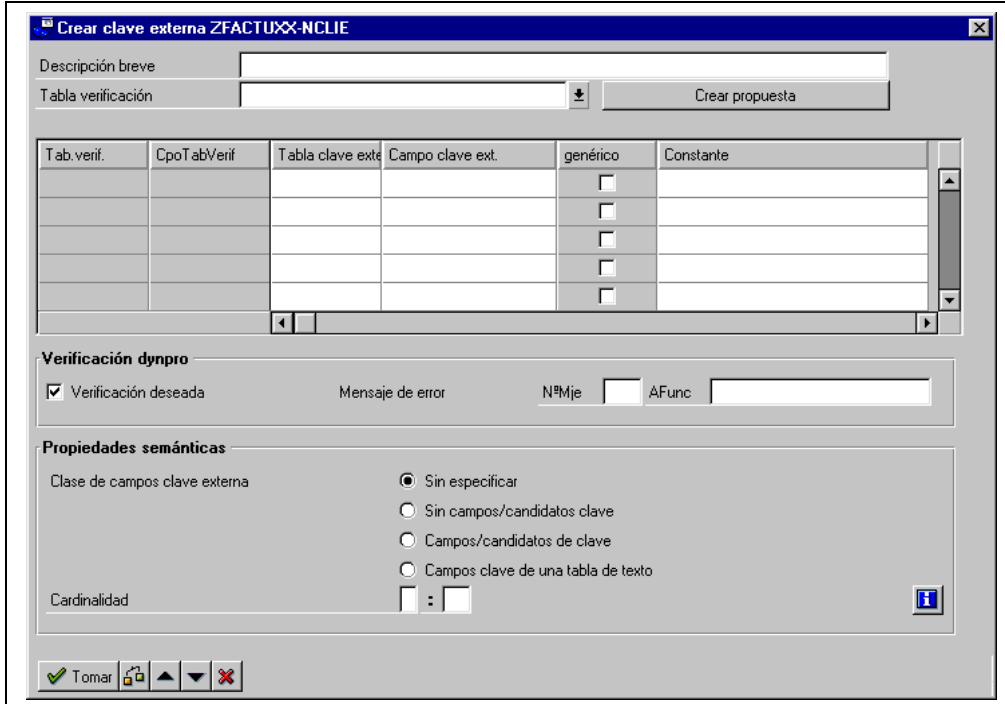 Crear clave externa ZFACTUXX-NCLIE
Descripción breve
Tabla verificación Crear propuesta
Tab.verif. CpoTabVerif Tabla clave exte Campo clave ext. genérico Constante
Verificación dynpro
Verificación deseada Mensaje de error NºMje AFunc
Propiedades semánticas
Clase de campos clave externa Sin especificar
Sin campos/candidatos clave
Campos/candidatos de clave
Campos clave de una tabla de texto
Cardinalidad :
Tomar